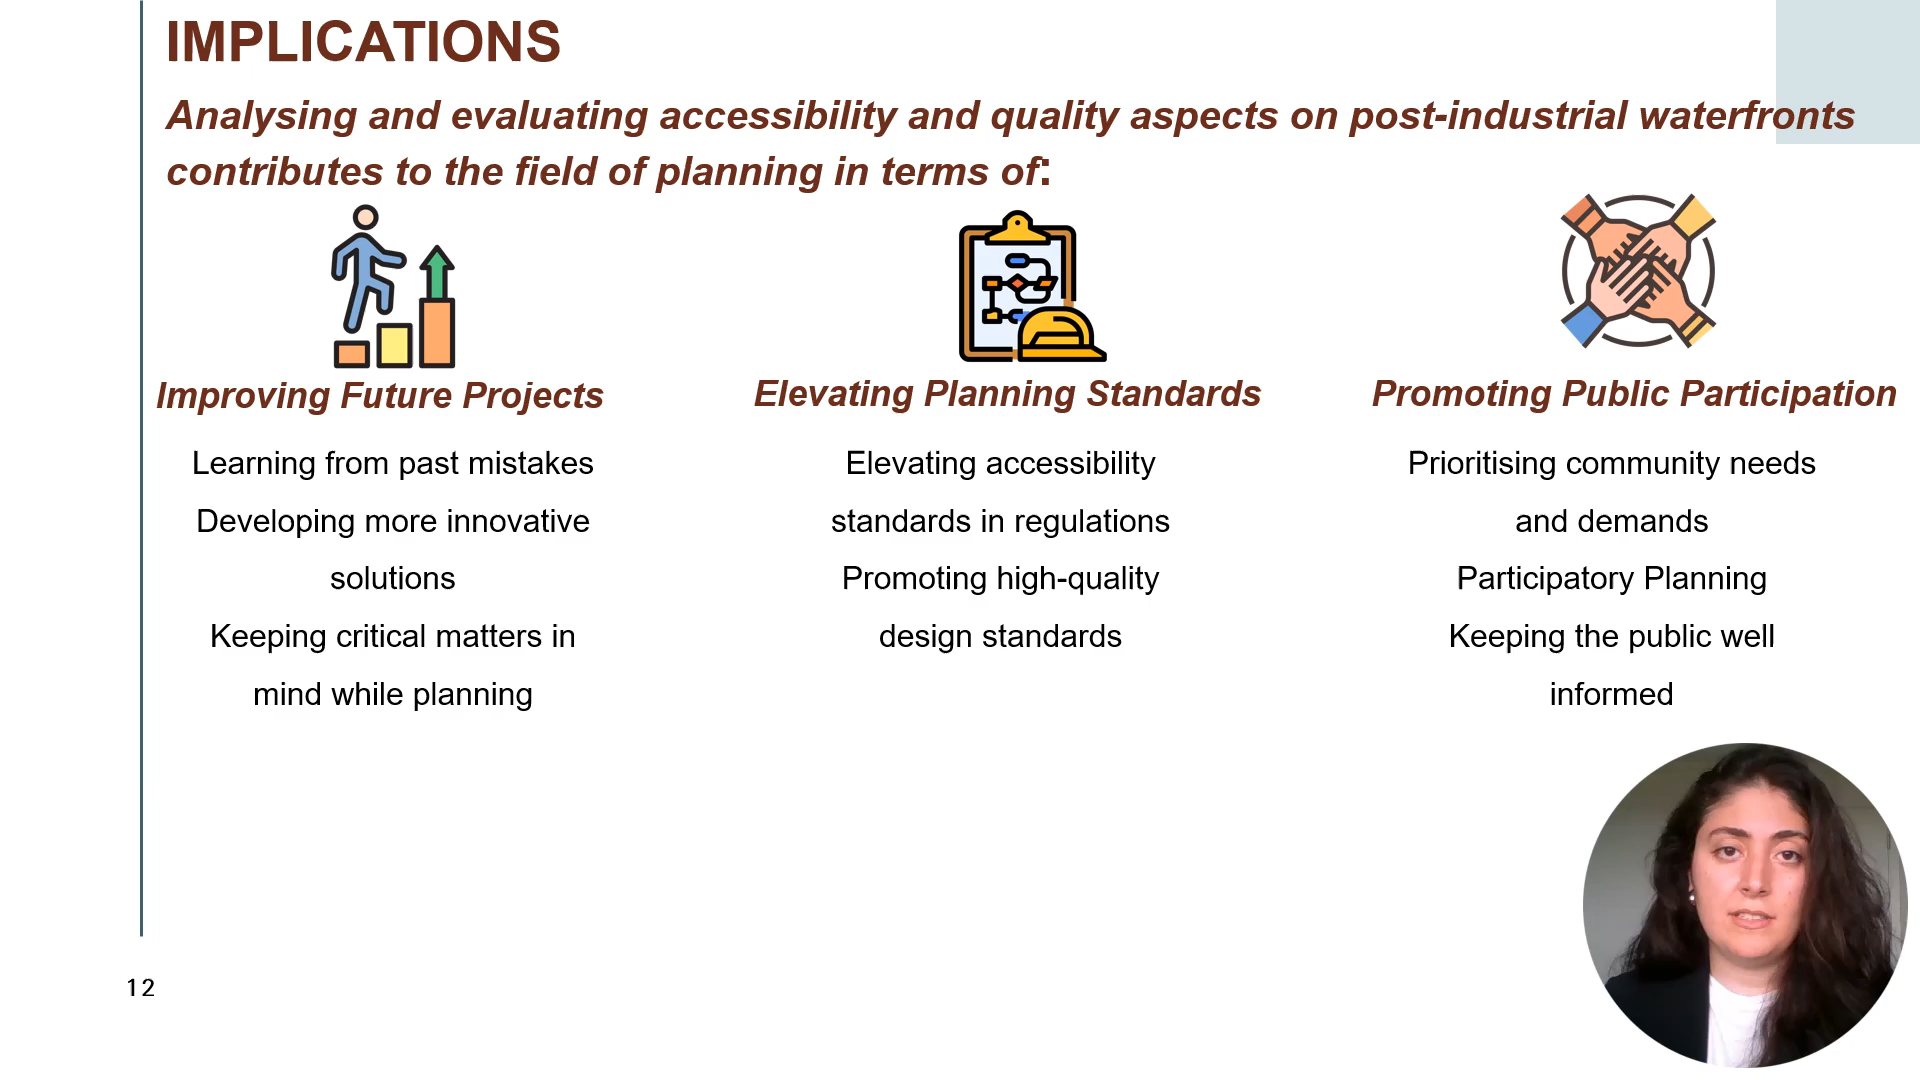 IMPLICATIONS
Analysing and evaluating accessibility and quality aspects on post-industrial waterfronts
contributes to the field of planning in terms of:
Improving Future Projects
Learning from past mistakes
Developing more innovative
solutions
Keeping critical matters in
mind while planning
Elevating Planning Standards
Elevating accessibility
standards in regulations
Promoting high-quality
design standards
Promoting Public Participation
Prioritising community needs
and demands
Participatory Planning
Keeping the public well
informed
12